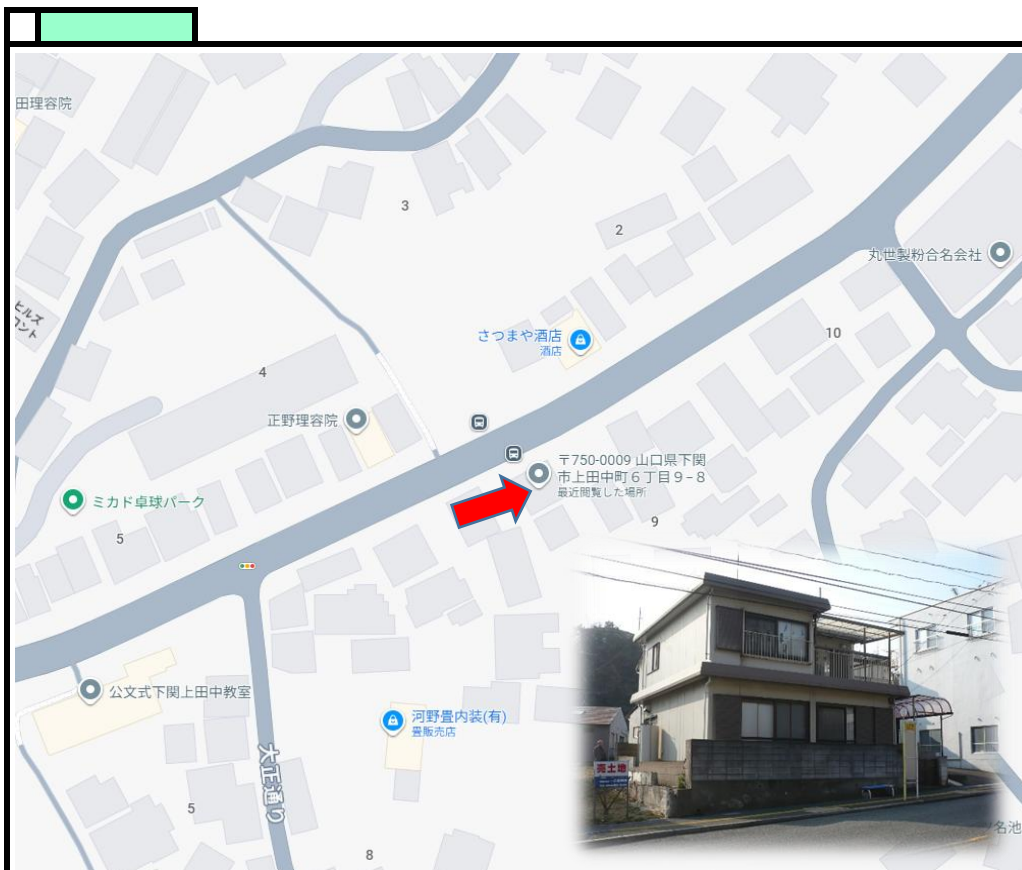 田理容院
3
2
丸世製粉合名会社
ヒルズ
さつまや酒店
酒店
10
4
正野理容院
〒750-0009 山口県下関
市上田中町６丁目９−８
最近閲覧した場所
ミカド卓球パーク
9
5
公文式下関上田中教室
河野畳内装(有)
畳販売店
大正通り
売土地
5
8
名池